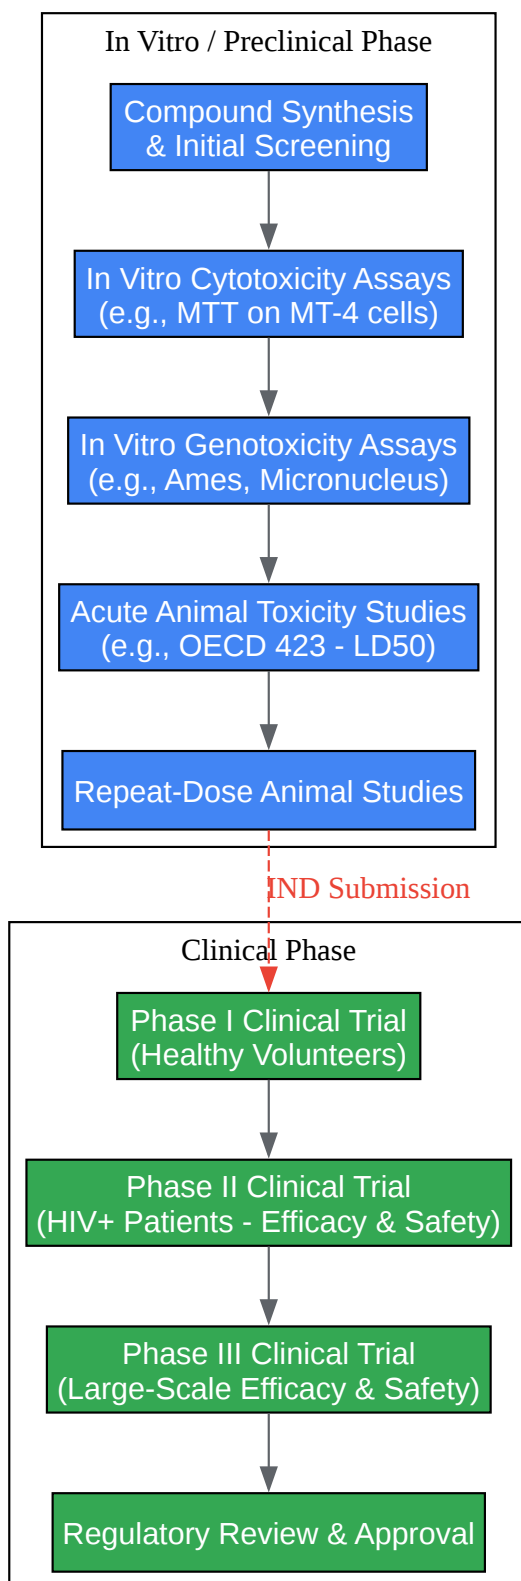 In Vitro / Preclinical Phase
Compound Synthesis
& Initial Screening
In Vitro Cytotoxicity Assays
(e.g., MTT on MT-4 cells)
In Vitro Genotoxicity Assays
(e.g., Ames, Micronucleus)
Acute Animal Toxicity Studies
(e.g., OECD 423 - LD50)
Repeat-Dose Animal Studies
IND Submission
Clinical Phase
Phase I Clinical Trial
(Healthy Volunteers)
Phase II Clinical Trial
(HIV+ Patients - Efficacy & Safety)
Phase III Clinical Trial
(Large-Scale Efficacy & Safety)
Regulatory Review & Approval